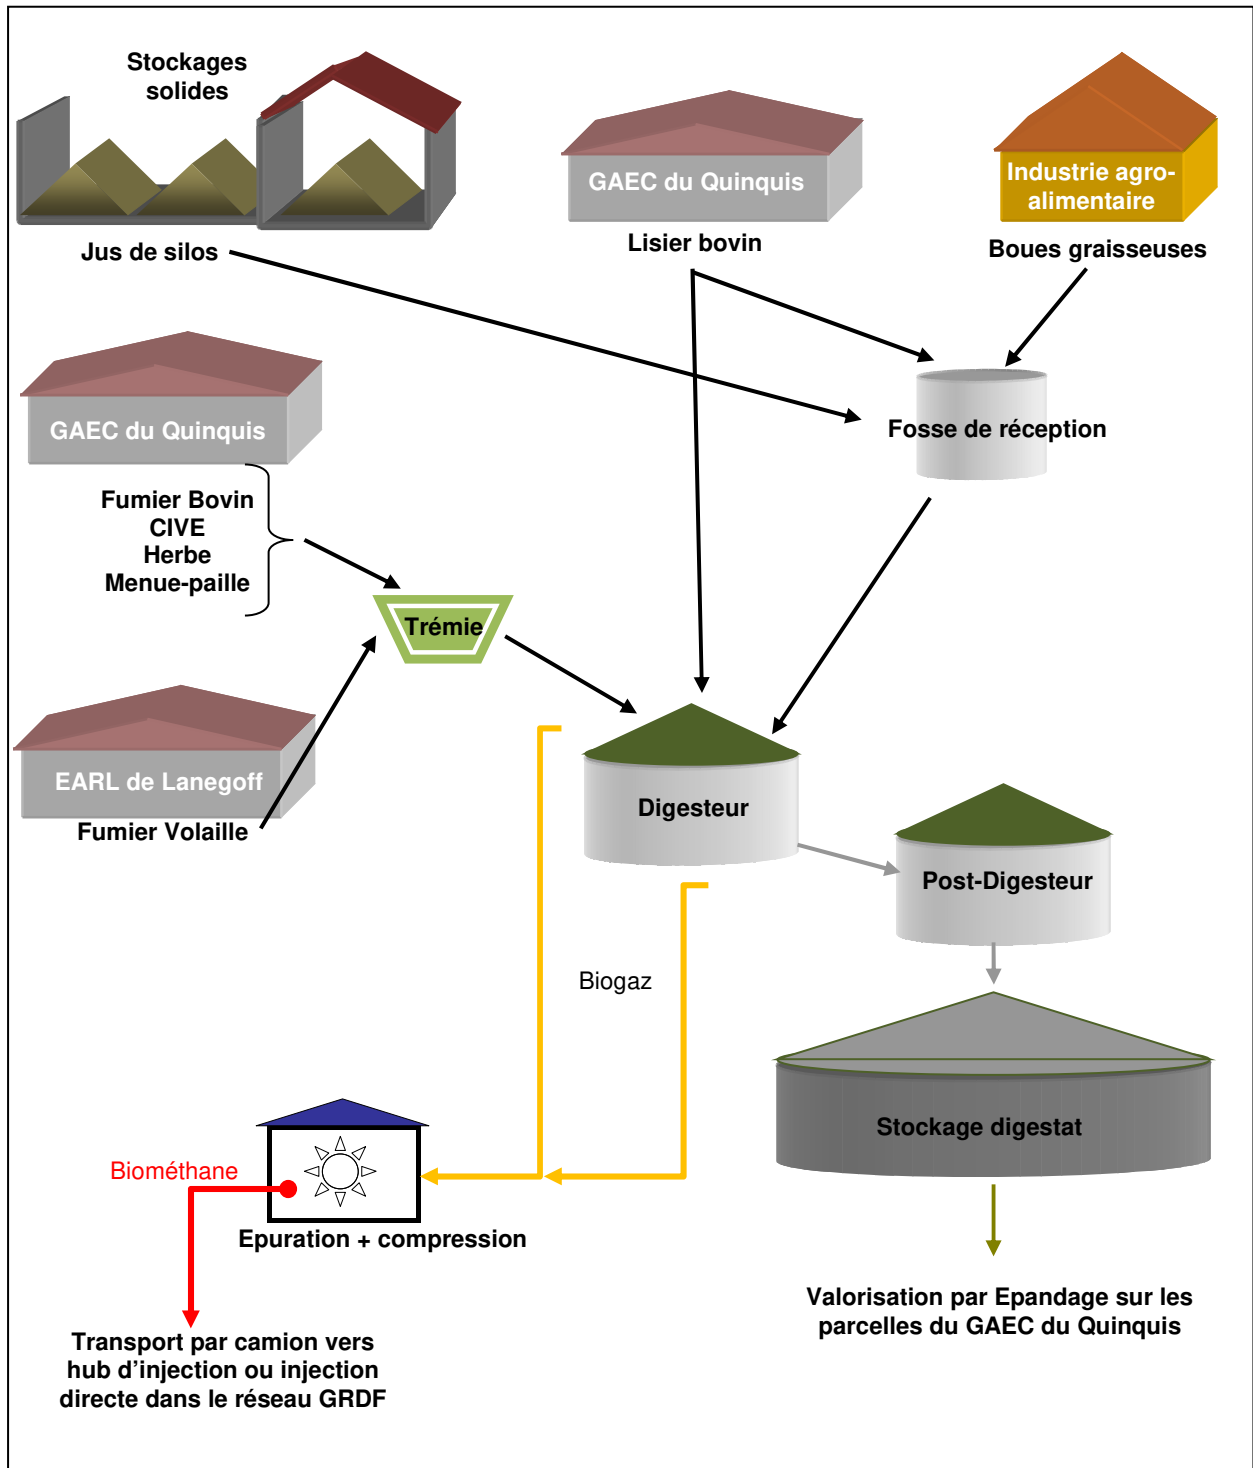 Stockages
solides
GAEC du Quinquis
Industrie agro-
alimentaire
Jus de silos
Lisier bovin
Boues graisseuses
GAEC du Quinquis
Fosse de réception
Fumier Bovin
CIVE
Herbe
Menue-paille
Trémie
EARL de Lanegoff
Fumier Volaille
Digesteur
Post-Digesteur
Biogaz
Stockage digestat
Biométhane
Epuration + compression
Valorisation par Epandage sur les
parcelles du GAEC du Quinquis
Transport par camion vers
hub d’injection ou injection
directe dans le réseau GRDF